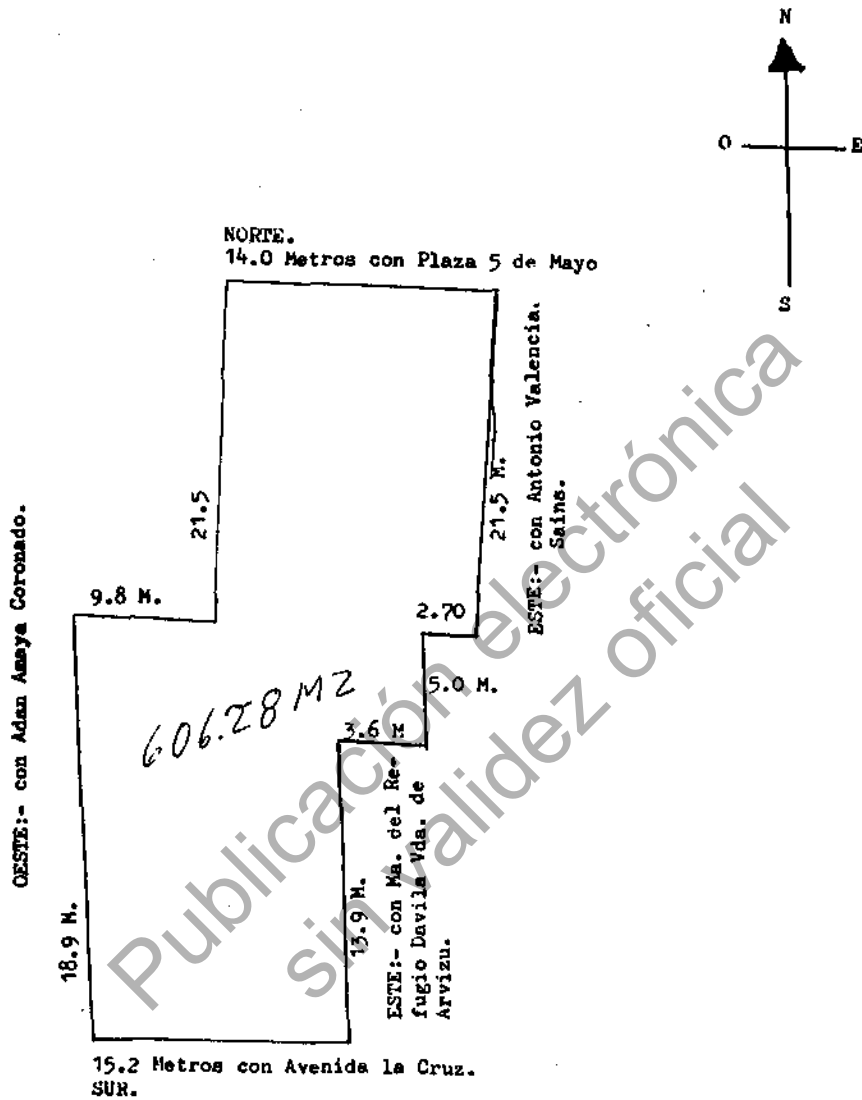 N
O E
S
NORTE.
14.0 Metros con Plaza 5 de Mayo
21.5
21.5 M.
ESTE:- con Antonio Valencia.
Sains.
OESTE:- con Adan Amaya Coronado.
9.8 M.
2.70
5.0 M.
606.28 M2
3.6 M
18.9 M.
13.9 M.
ESTE:- con Ma. del Re-
fugio Davila Vda. de
Arvizu.
15.2 Metros con Avenida la Cruz.
SUR.
Publicación electrónica
sin validez oficial